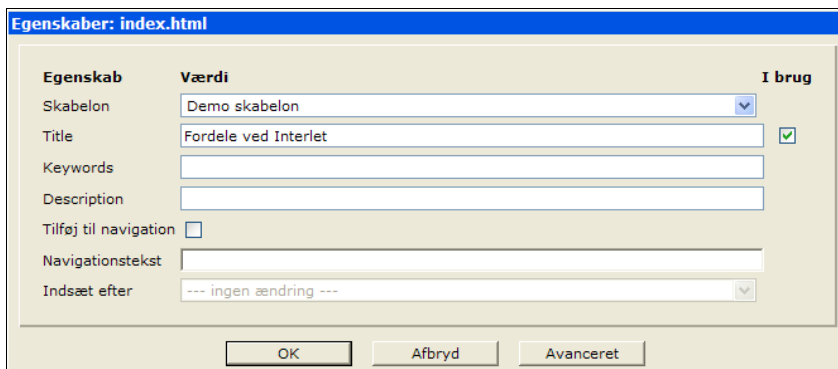 Egenskaber: index.html
Egenskab Værdi I brug
Skabelon Demo skabelon
Title Fordele ved Interlet
Keywords
Description
Tilføj til navigation
Navigationstekst
Indsæt efter --- ingen ændring ---
OK Afbryd Avanceret